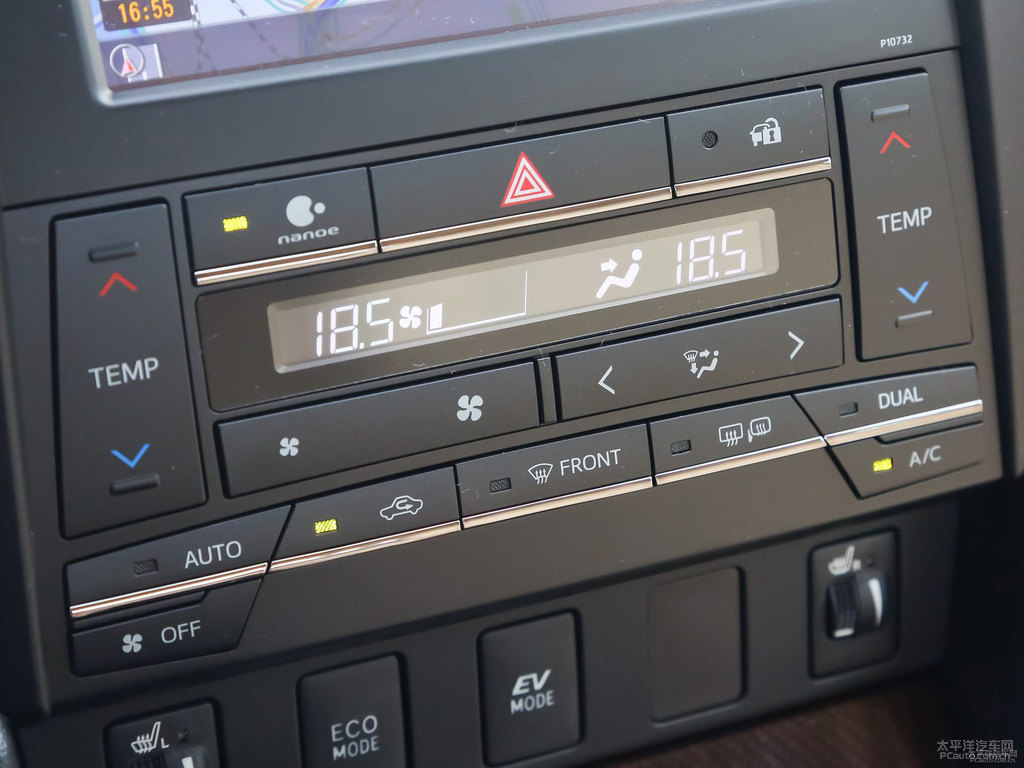 16:55
P10732
nanoe
TEMP
18.5
18.5
TEMP
FRONT
DUAL
A/C
AUTO
OFF
ECO
MODE
EV
MODE
R
L
太平洋汽车网
PCauto.com.cn